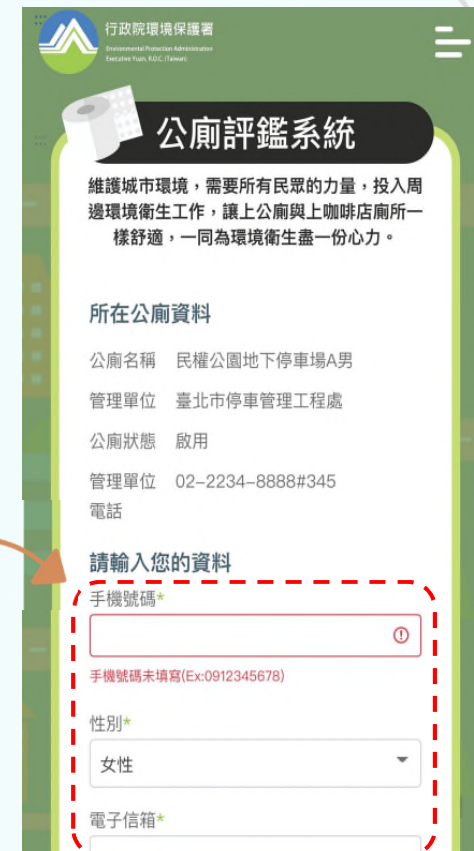 行政院環境保護署
Environmental Protection Administration
Executive Yuan, R.O.C. (Taiwan)
公廁評鑑系統
維護城市環境，需要所有民眾的力量，投入周
邊環境衛生工作，讓上公廁與上咖啡店廁所一
樣舒適，一同為環境衛生盡一份心力。
所在公廁資料
公廁名稱 民權公園地下停車場A男
管理單位 臺北市停車管理工程處
公廁狀態 啟用
管理單位 02-2234-8888#345
電話
請輸入您的資料
手機號碼*
手機號碼未填寫(Ex:0912345678)
性別*
女性
電子信箱*